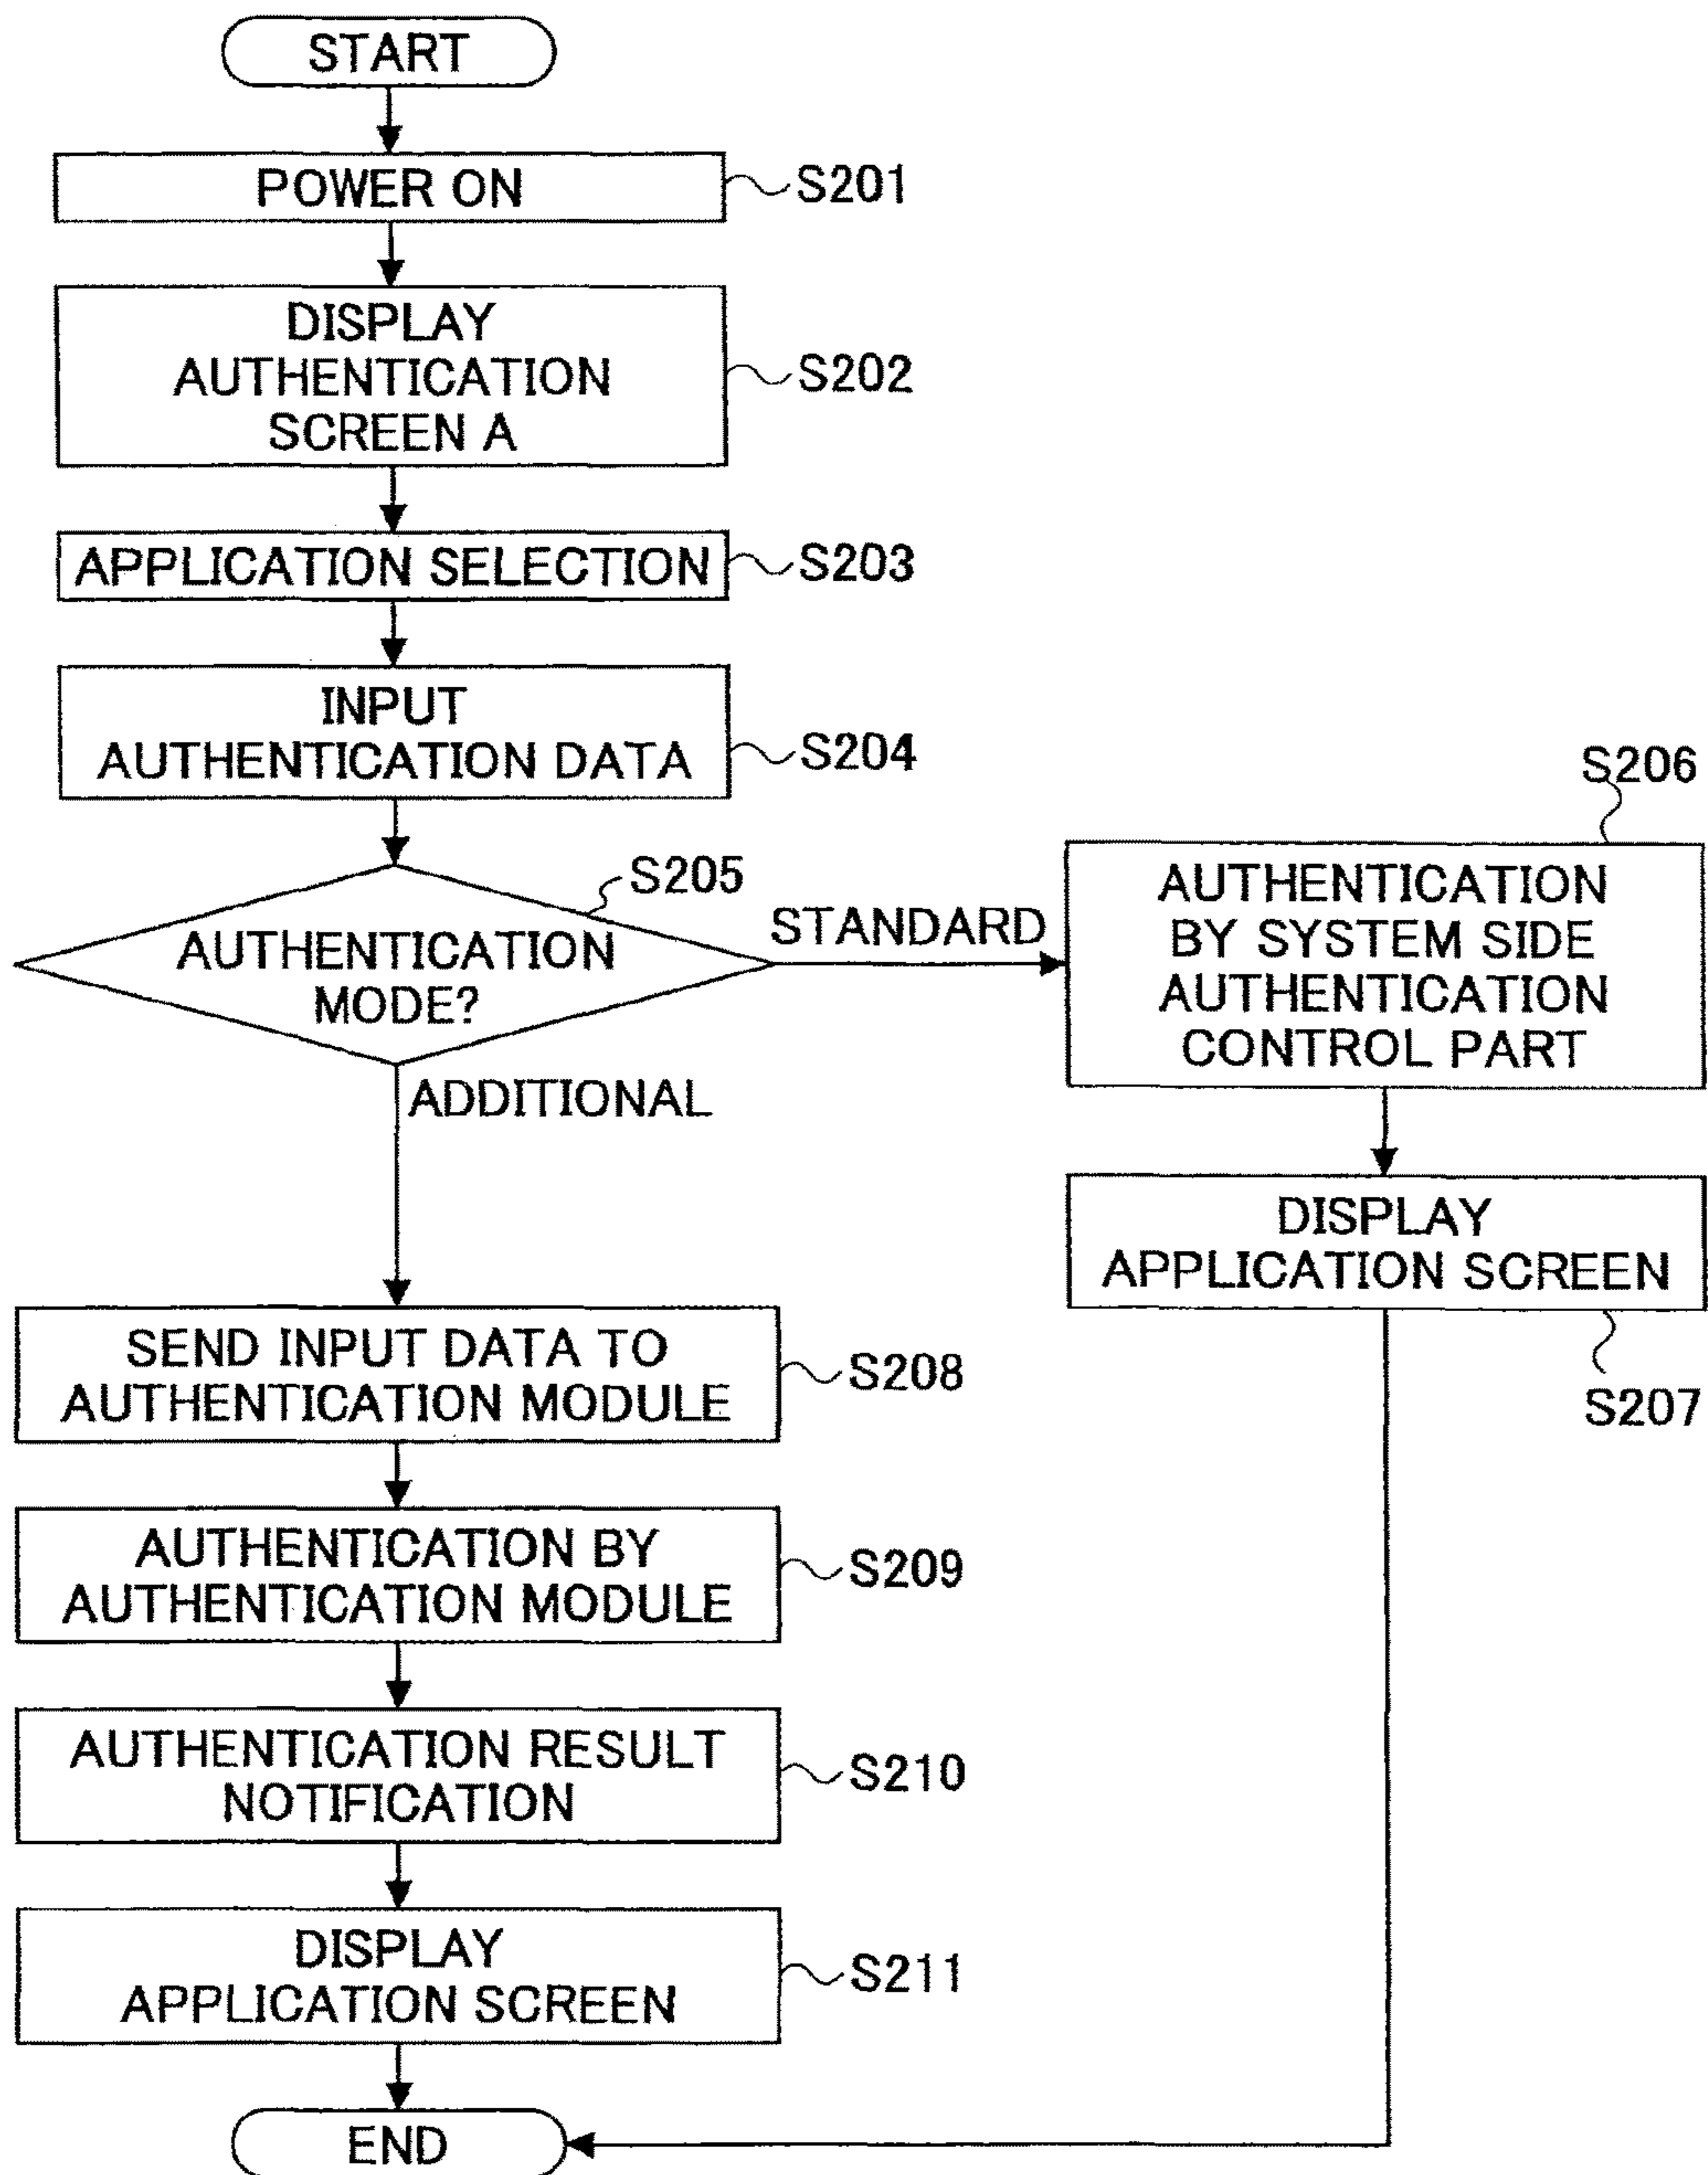 START
POWER ON
S201
DISPLAY
AUTHENTICATION
SCREEN A
S202
APPLICATION SELECTION
S203
INPUT
AUTHENTICATION DATA
S204
AUTHENTICATION
MODE?
S205
STANDARD
ADDITIONAL
S206
AUTHENTICATION
BY SYSTEM SIDE
AUTHENTICATION
CONTROL PART
DISPLAY
APPLICATION SCREEN
S207
SEND INPUT DATA TO
AUTHENTICATION MODULE
S208
AUTHENTICATION BY
AUTHENTICATION MODULE
S209
AUTHENTICATION RESULT
NOTIFICATION
S210
DISPLAY
APPLICATION SCREEN
S211
END